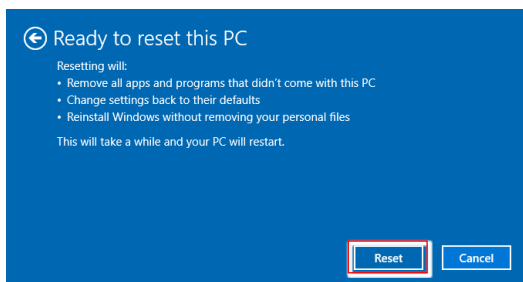 Ready to reset this PC
Resetting will:
• Remove all apps and programs that didn't come with this PC
• Change settings back to their defaults
• Reinstall Windows without removing your personal files
This will take a while and your PC will restart.
Reset Cancel